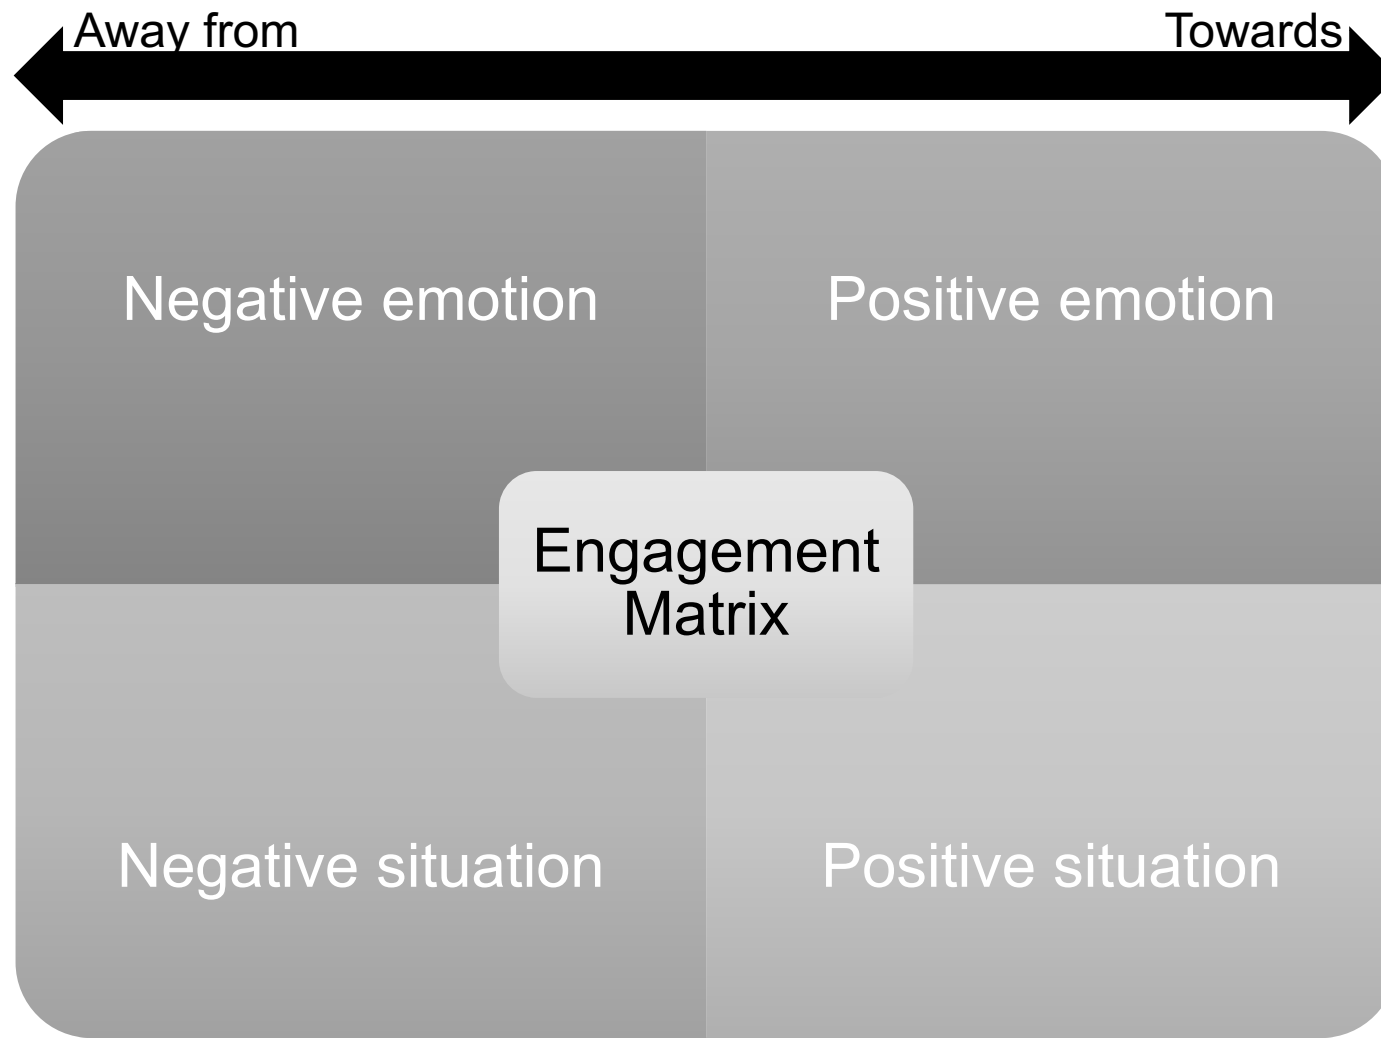 Away from
Towards
Negative emotion
Positive emotion
Engagement
Matrix
Negative situation
Positive situation